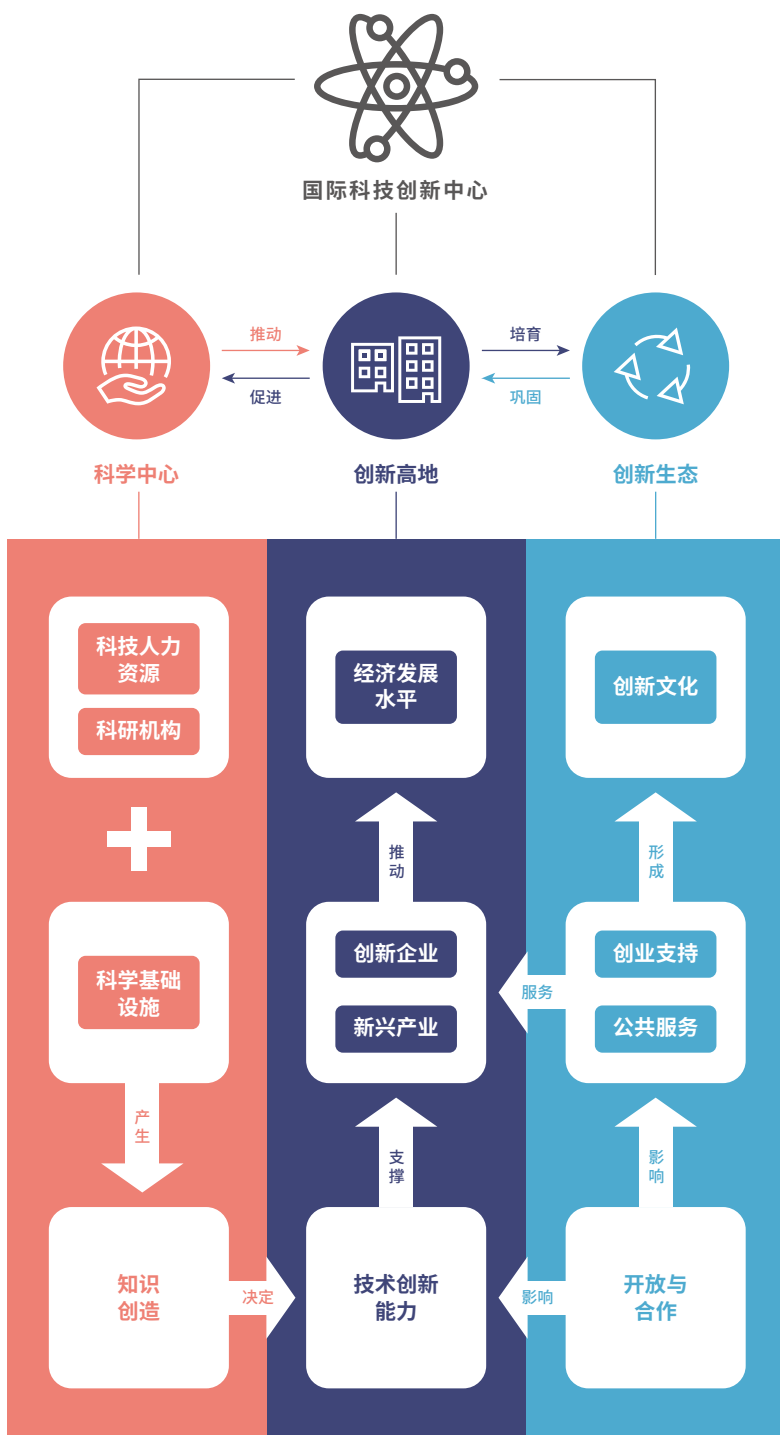 国际科技创新中心
推动
培育
促进
巩固
科学中心
创新高地
创新生态
科技人力
资源
科研机构
经济发展
水平
创新文化
推
动
形
成
科学基础
设施
创新企业
新兴产业
服务
创业支持
公共服务
产
生
支
撑
影
响
知识
创造
决定
技术创新
能力
影响
开放与
合作